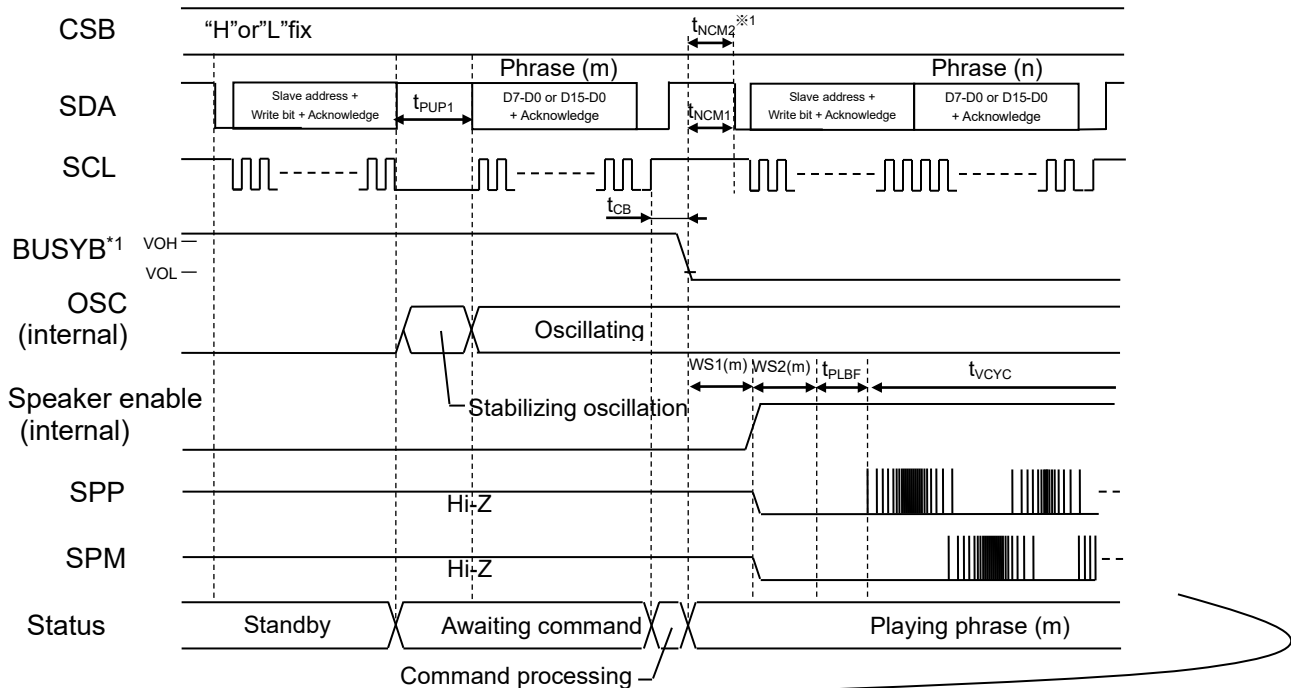 CSB
“H”or”L”fix
tNCM2※1
Phrase (m)
Phrase (n)
SDA
Slave address +
Write bit + Acknowledge
tPUP1
D7-D0 or D15-D0
+ Acknowledge
tNCM1
Slave address +
Write bit + Acknowledge
D7-D0 or D15-D0
+ Acknowledge
SCL
tCB
BUSYB*1
VOH
VOL
OSC
(internal)
Oscillating
WS1(m)
WS2(m)
tPLBF
tVCYC
Speaker enable
(internal)
Stabilizing oscillation
SPP
Hi-Z
SPM
Hi-Z
Status
Standby
Awaiting command
Playing phrase (m)
Command processing